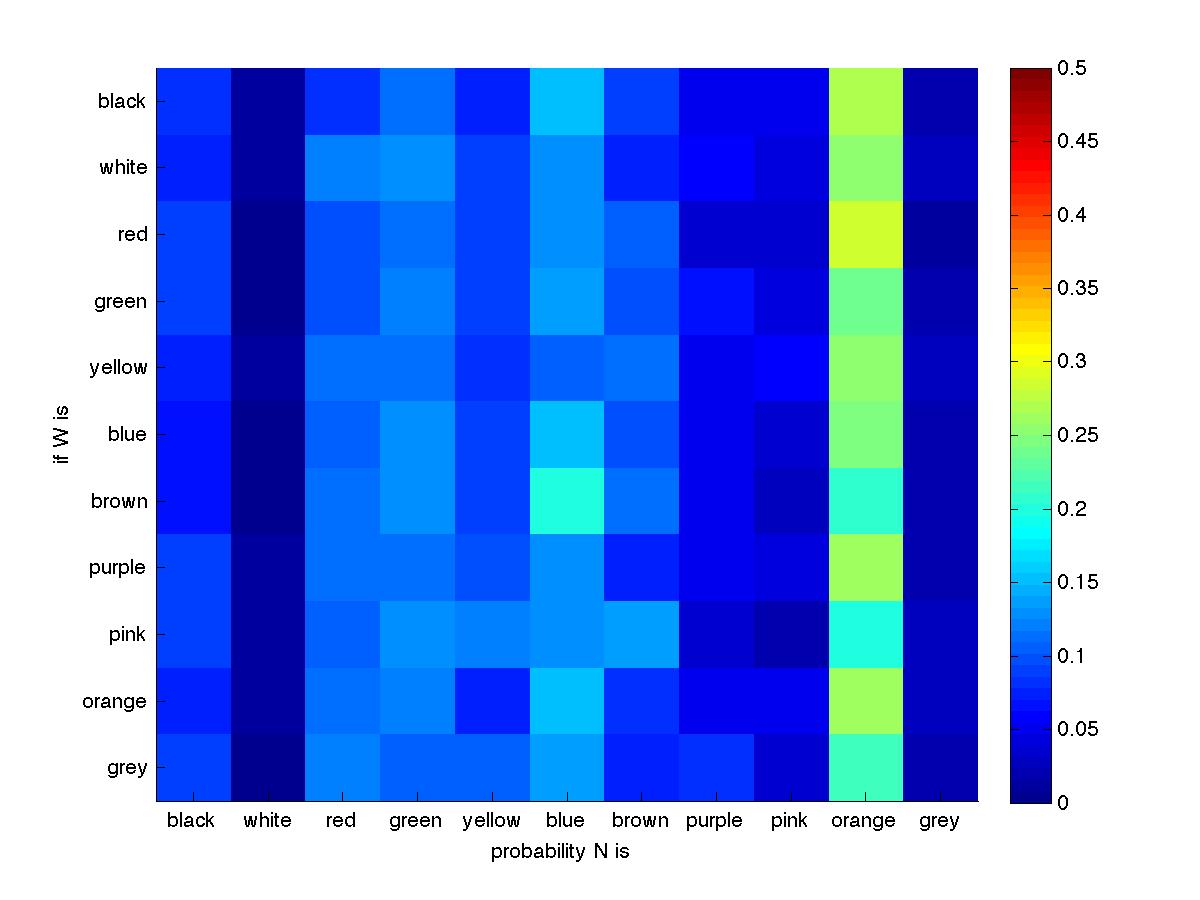 black
white
red
green
yellow
blue
brown
purple
pink
orange
grey
if W is
black white red green yellow blue brown purple pink orange grey
probability N is
0.5
0.45
0.4
0.35
0.3
0.25
0.2
0.15
0.1
0.05
0